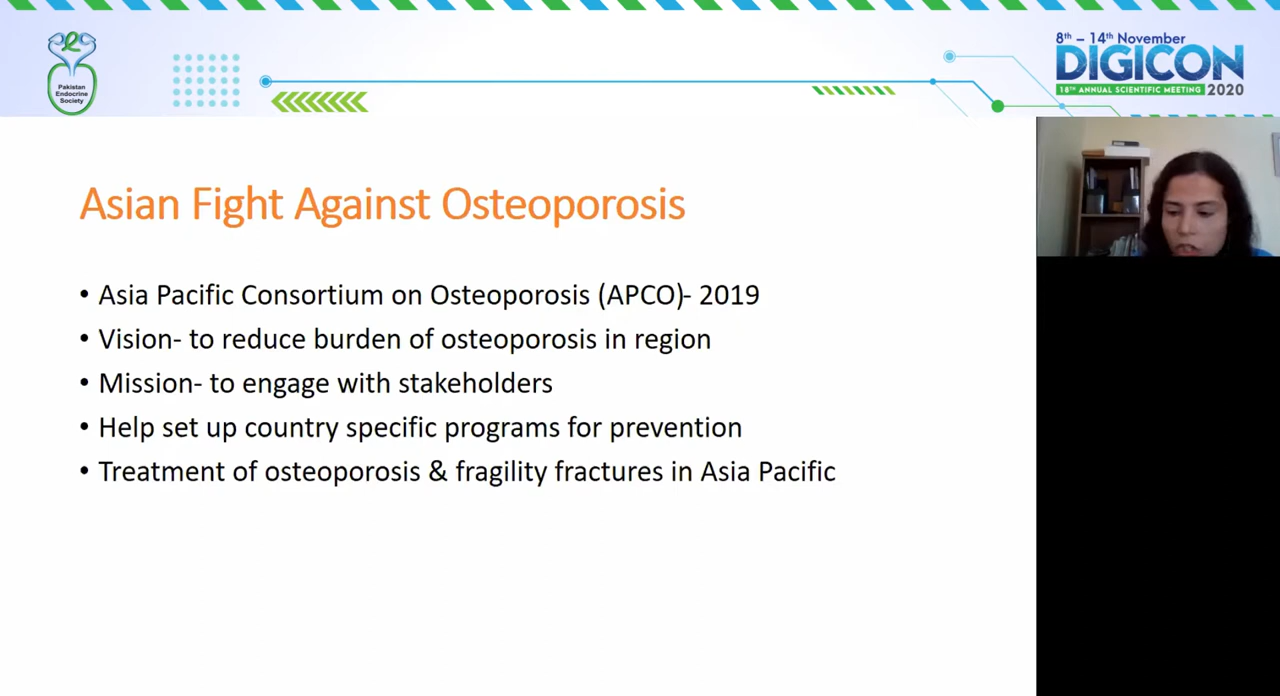 Pakistan
Endocrine
Society
8th – 14th November
DIGICON
18TH ANNUAL SCIENTIFIC MEETING 2020
Asian Fight Against Osteoporosis
• Asia Pacific Consortium on Osteoporosis (APCO)- 2019
• Vision- to reduce burden of osteoporosis in region
• Mission- to engage with stakeholders
• Help set up country specific programs for prevention
• Treatment of osteoporosis & fragility fractures in Asia Pacific